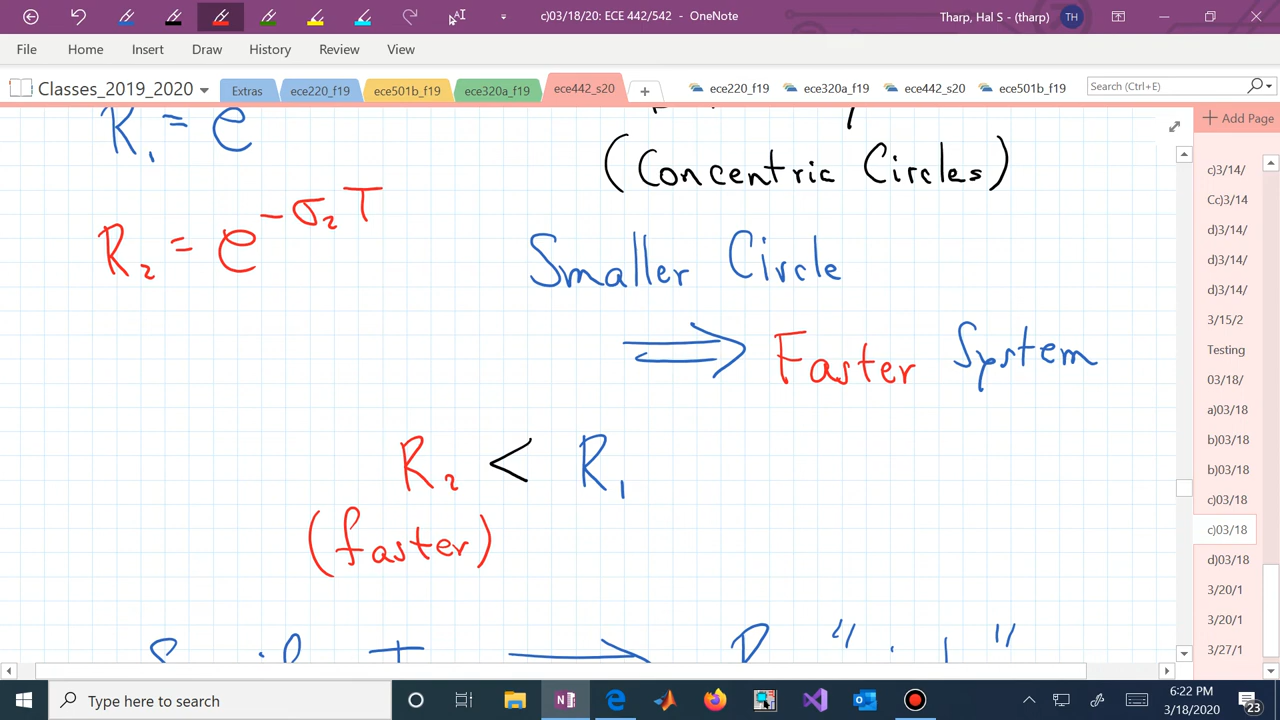 c)03/18/20: ECE 442/542 - OneNote
Tharp, Hal S (tharp)
TH
File Home Insert Draw History Review View
Classes_2019_2020
Extras
ece220_f19
ece501b_f19
ece320a_f19
ece442_s20
ece220_f19
ece320a_f19
ece442_s20
ece501b_f19
Search (Ctrl+E)
Add Page
R₁ = e
(Concentric Circles)
R₂ = e^-σ₂T
Smaller Circle
⇒ Faster System
R₂ < R₁
(faster)
c)3/14/
Cc)3/14
d)3/14/
d)3/14/
d)3/14/
3/15/2
Testing
03/18/
a)03/18
b)03/18
b)03/18
c)03/18
c)03/18
d)03/18
3/20/1
3/20/1
3/27/1
Type here to search
6:22 PM
3/18/2020
23